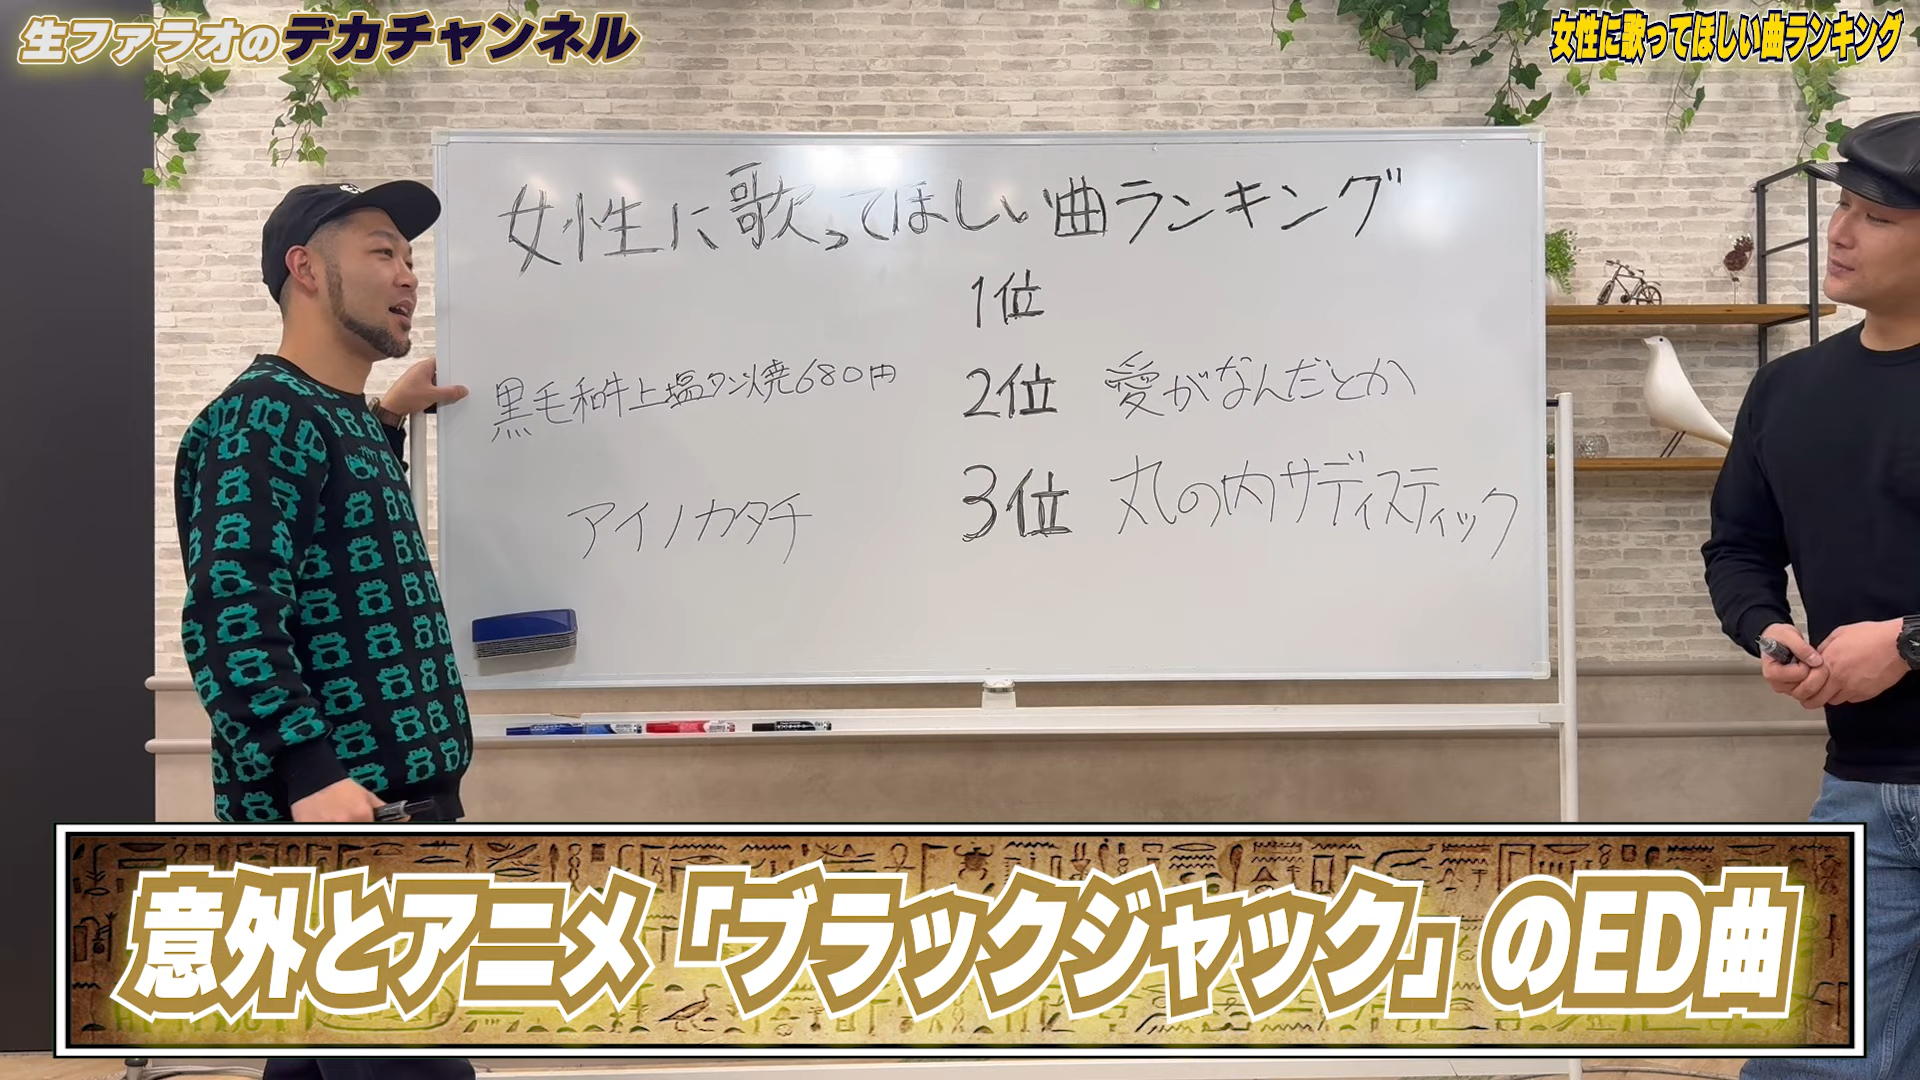 生ファラオのデカチャンネル
女性に歌ってほしい曲ランキング
女性に歌ってほしい曲ランキング
1位
黒毛和牛上塩タン焼680円
2位 愛がなんだとか
アイノカタチ
3位 丸の内サディスティック
意外とアニメ「ブラックジャック」のED曲